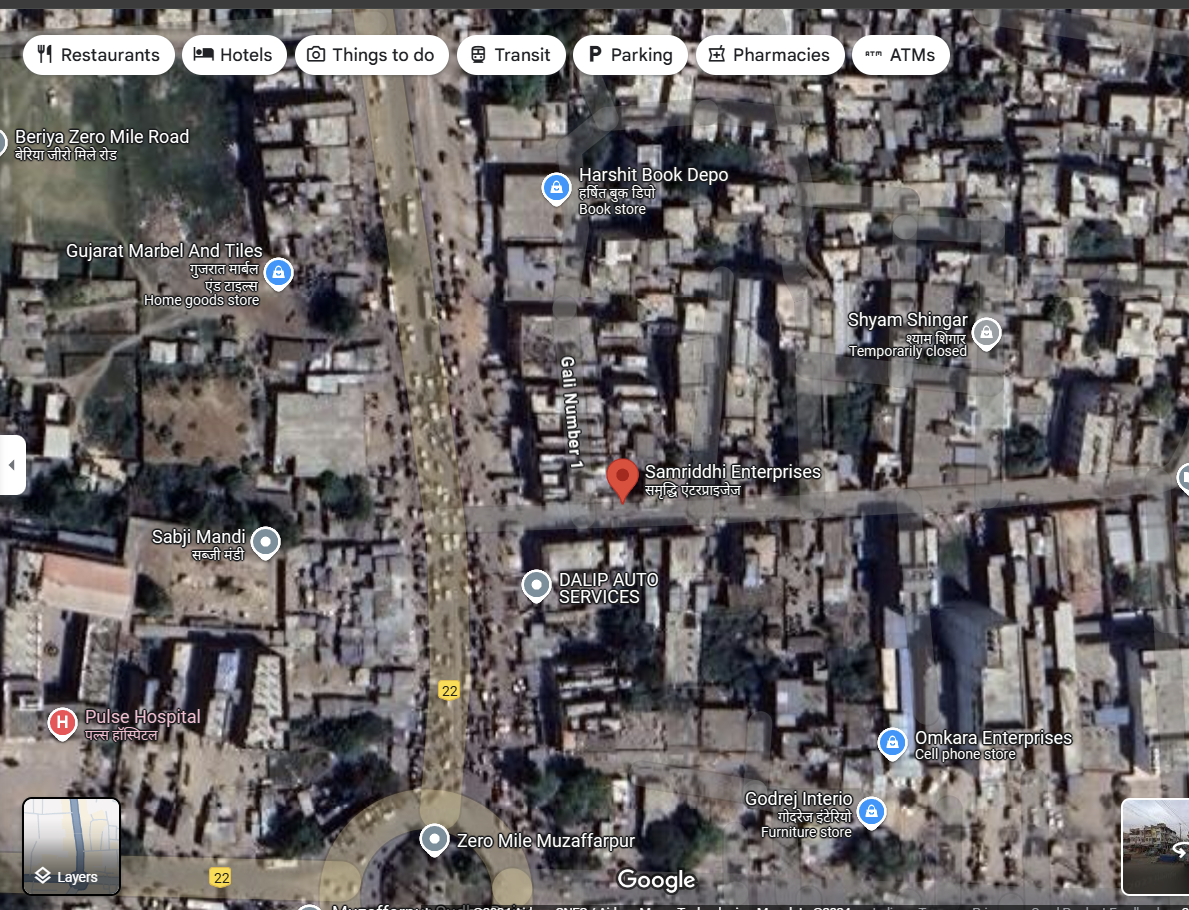 Restaurants
Hotels
Things to do
Transit
Parking
Pharmacies
ATM ATMs
Beriya Zero Mile Road
बेरिया जीरो मिले रोड
Harshit Book Depo
हर्षित बुक डिपो
Book store
Gujarat Marbel And Tiles
गुजरात मार्बल
एंड टाइल्स
Home goods store
Shyam Shingar
श्याम शिंगार
Temporarily closed
Gali Number 1
Samriddhi Enterprises
समृद्धि एंटरप्राइजेज
Sabji Mandi
सब्जी मंडी
DALIP AUTO
SERVICES
22
H
Pulse Hospital
पल्स हॉस्पिटल
Omkara Enterprises
Cell phone store
Godrej Interio
गोदरेज इंटेरियो
Furniture store
Zero Mile Muzaffarpur
Layers
22
Google